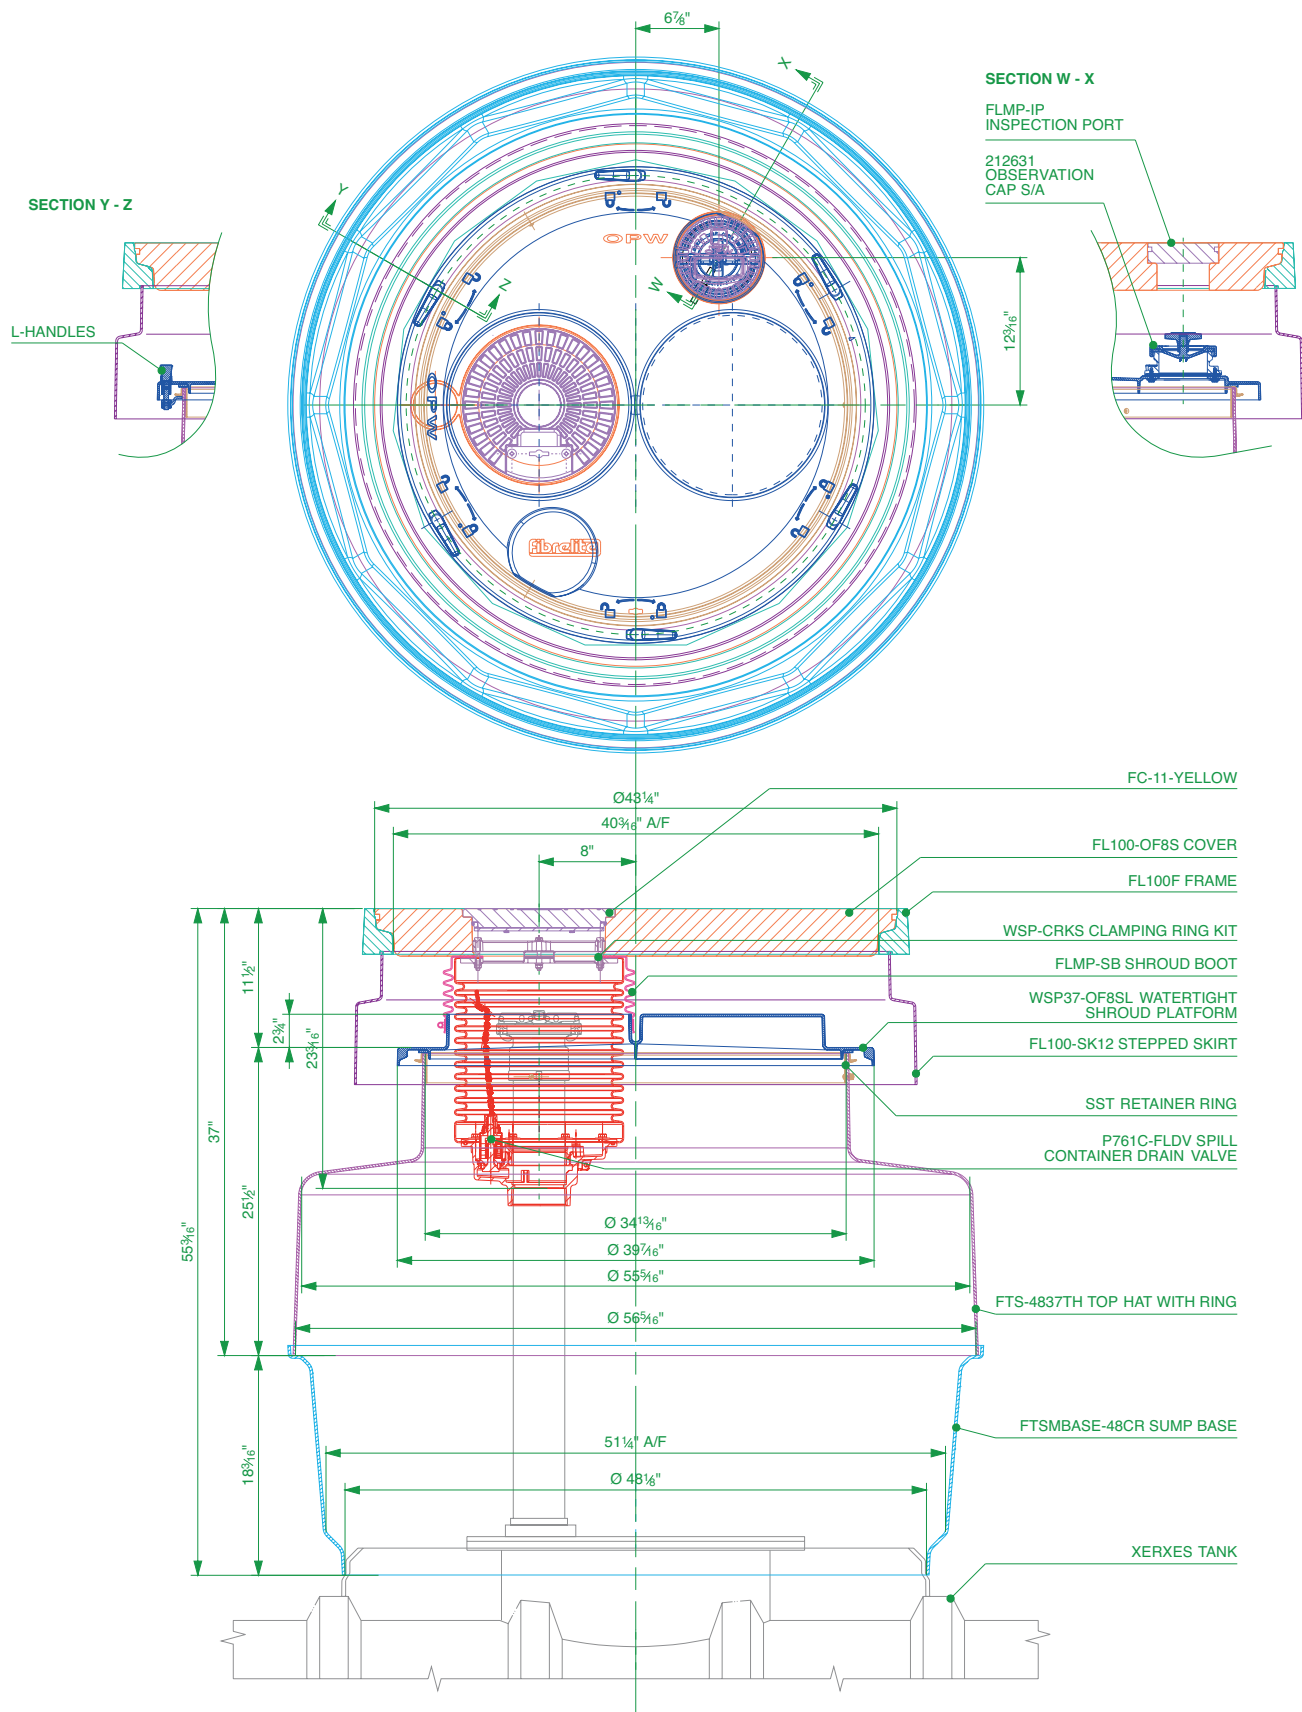 6⅞"
X
SECTION W - X
FLMP-IP
INSPECTION PORT
212631
OBSERVATION
CAP S/A
Y
SECTION Y - Z
OPW
Z
W
L-HANDLES
12³⁄₁₆"
OPW
fibrelite
FC-11-YELLOW
Ø43¼"
40³⁄₁₆" A/F
8"
FL100-OF8S COVER
FL100F FRAME
WSP-CRKS CLAMPING RING KIT
FLMP-SB SHROUD BOOT
WSP37-OF8SL WATERTIGHT
SHROUD PLATFORM
FL100-SK12 STEPPED SKIRT
SST RETAINER RING
P761C-FLDV SPILL
CONTAINER DRAIN VALVE
11½"
2¾"
23³⁄₁₆"
37"
25½"
55³⁄₁₆"
Ø 34¹³⁄₁₆"
Ø 39⁷⁄₁₆"
Ø 55⁵⁄₁₆"
FTS-4837TH TOP HAT WITH RING
Ø 56⁵⁄₁₆"
FTSMBASE-48CR SUMP BASE
51¼" A/F
18³⁄₁₆"
Ø 48⅛"
XERXES TANK